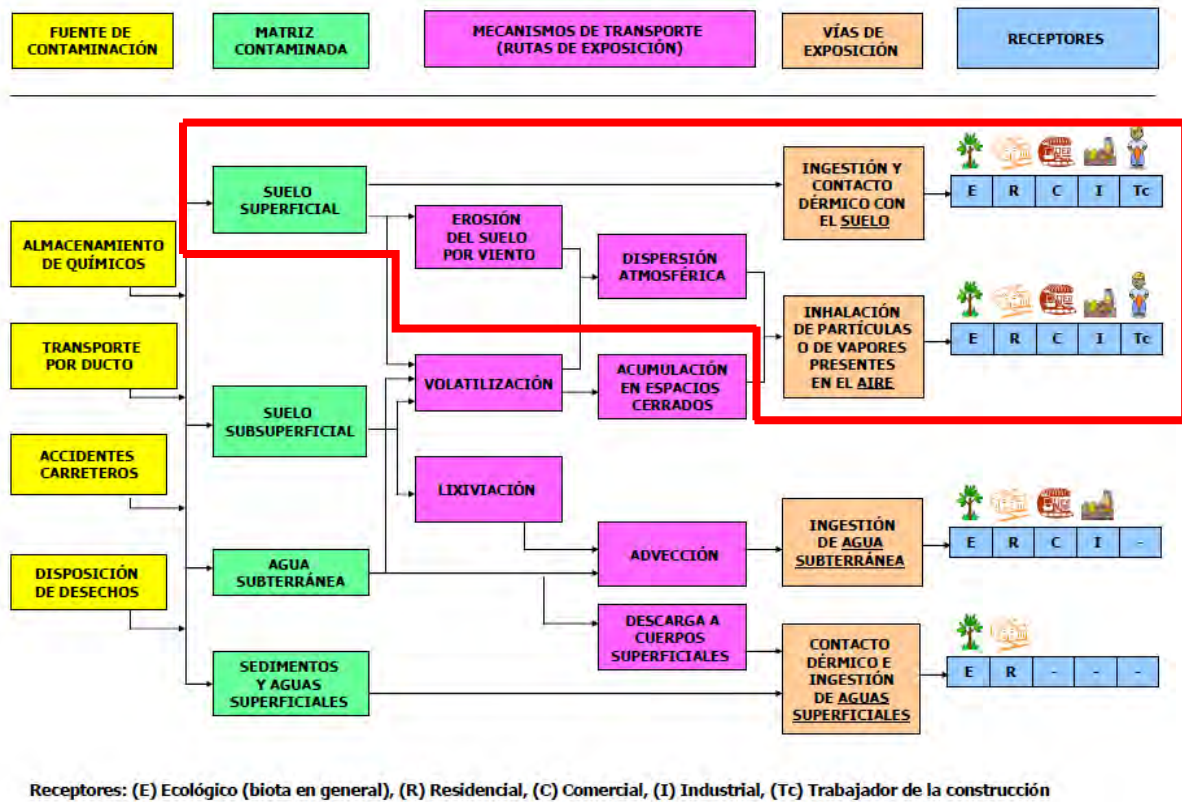 FUENTE DE
CONTAMINACIÓN
MATRIZ
CONTAMINADA
MECANISMOS DE TRANSPORTE
(RUTAS DE EXPOSICIÓN)
VÍAS DE
EXPOSICIÓN
RECEPTORES
ALMACENAMIENTO
DE QUÍMICOS
TRANSPORTE
POR DUCTO
ACCIDENTES
CARRETEROS
DISPOSICIÓN
DE DESECHOS
SUELO
SUPERFICIAL
SUELO
SUBSUPERFICIAL
AGUA
SUBTERRÁNEA
SEDIMENTOS
Y AGUAS
SUPERFICIALES
EROSIÓN
DEL SUELO
POR VIENTO
VOLATILIZACIÓN
LIXIVIACIÓN
DISPERSIÓN
ATMOSFÉRICA
ACUMULACIÓN
EN ESPACIOS
CERRADOS
ADVECCIÓN
DESCARGA A
CUERPOS
SUPERFICIALES
INGESTIÓN Y
CONTACTO
DÉRMICO CON
EL SUELO
E R C I Tc
INHALACIÓN
DE PARTÍCULAS
O DE VAPORES
PRESENTES
EN EL AIRE
E R C I Tc
INGESTIÓN
DE AGUA
SUBTERRÁNEA
E R C I -
CONTACTO
DÉRMICO E
INGESTIÓN
DE AGUAS
SUPERFICIALES
E R - - -
Receptores: (E) Ecológico (biota en general), (R) Residencial, (C) Comercial, (I) Industrial, (Tc) Trabajador de la construcción